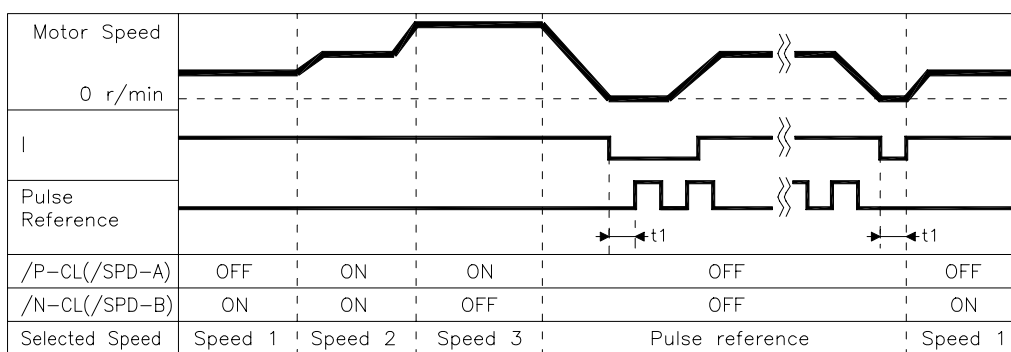 Motor Speed
0 r/min
I
Pulse
Reference
t1 t1
/P-CL(/SPD-A) OFF ON ON OFF OFF
/N-CL(/SPD-B) ON ON OFF OFF ON
Selected Speed Speed 1 Speed 2 Speed 3 Pulse reference Speed 1